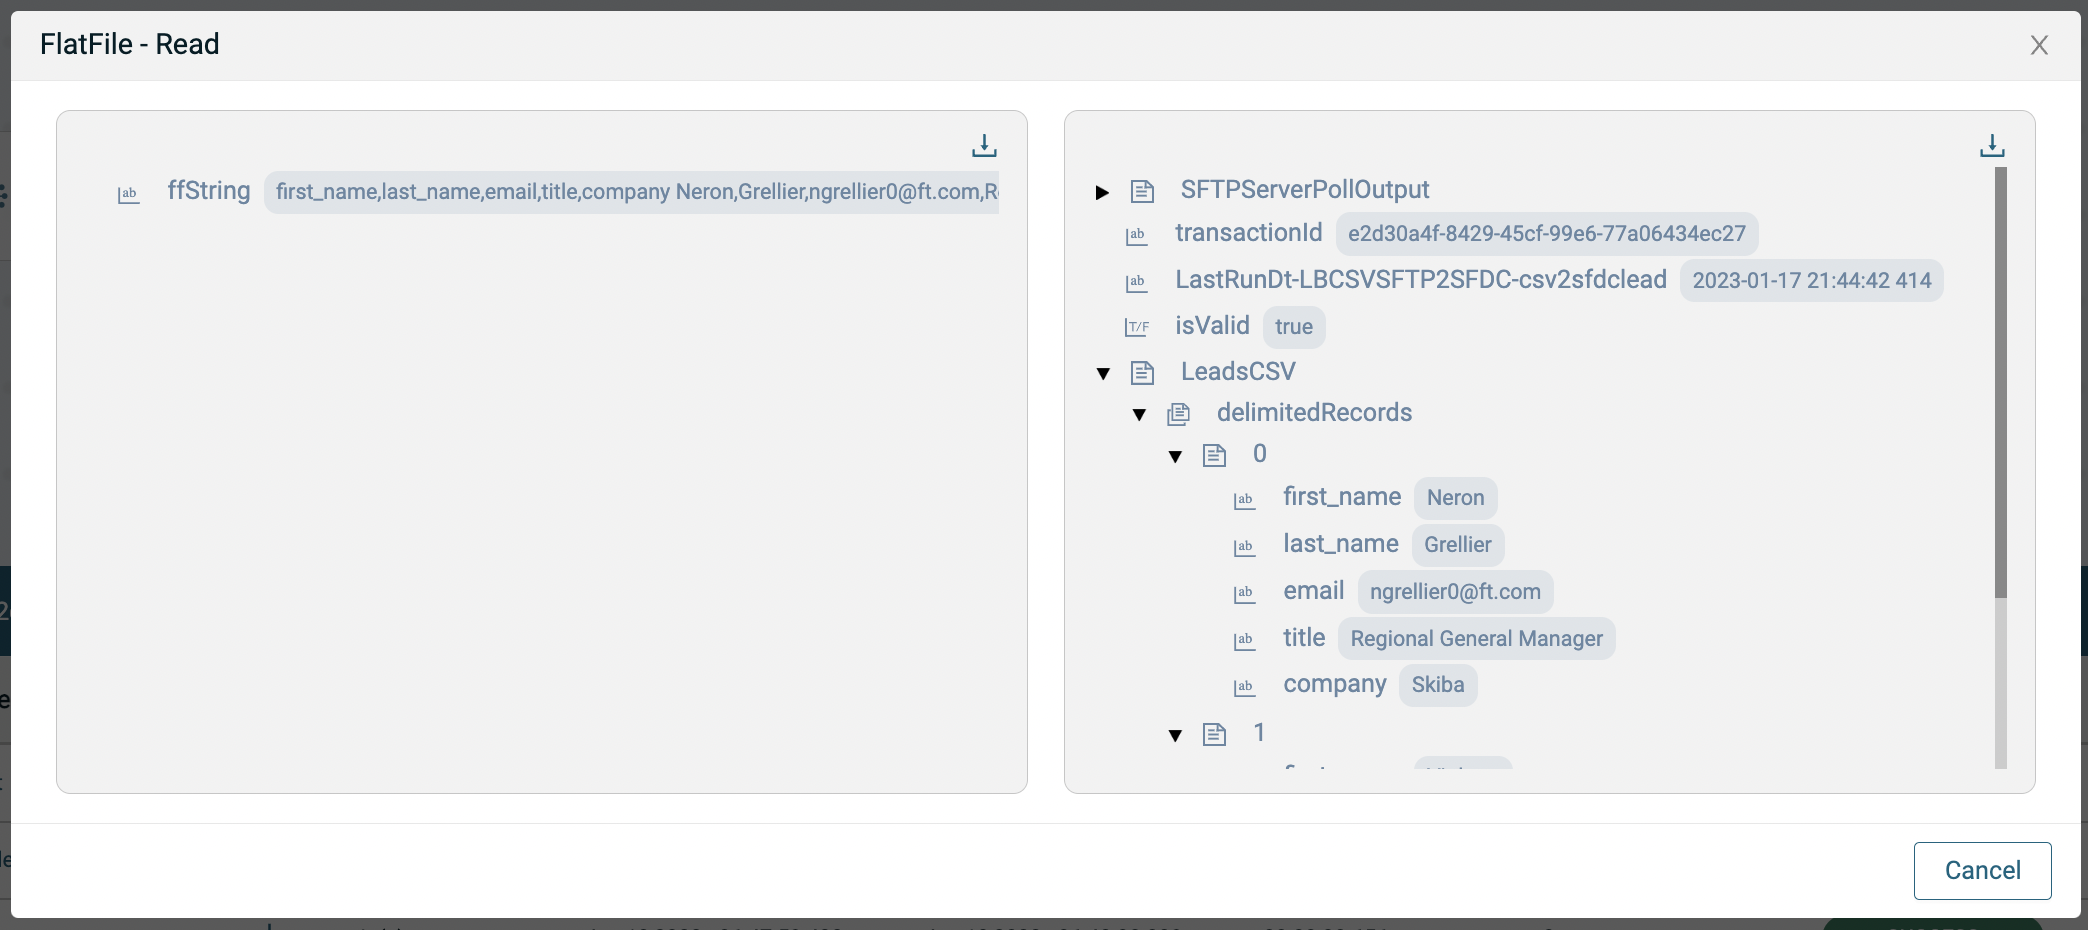 FlatFile - Read
X
ab ffString first_name,last_name,email,title,company Neron,Grellier,ngrellier0@ft.com,R
SFTPServerPollOutput
ab transactionId e2d30a4f-8429-45cf-99e6-77a06434ec27
ab LastRunDt-LBCSVSFTP2SFDC-csv2sfdclead 2023-01-17 21:44:42 414
T/F isValid true
LeadsCSV
delimitedRecords
0
ab first_name Neron
ab last_name Grellier
ab email ngrellier0@ft.com
ab title Regional General Manager
ab company Skiba
1
Cancel